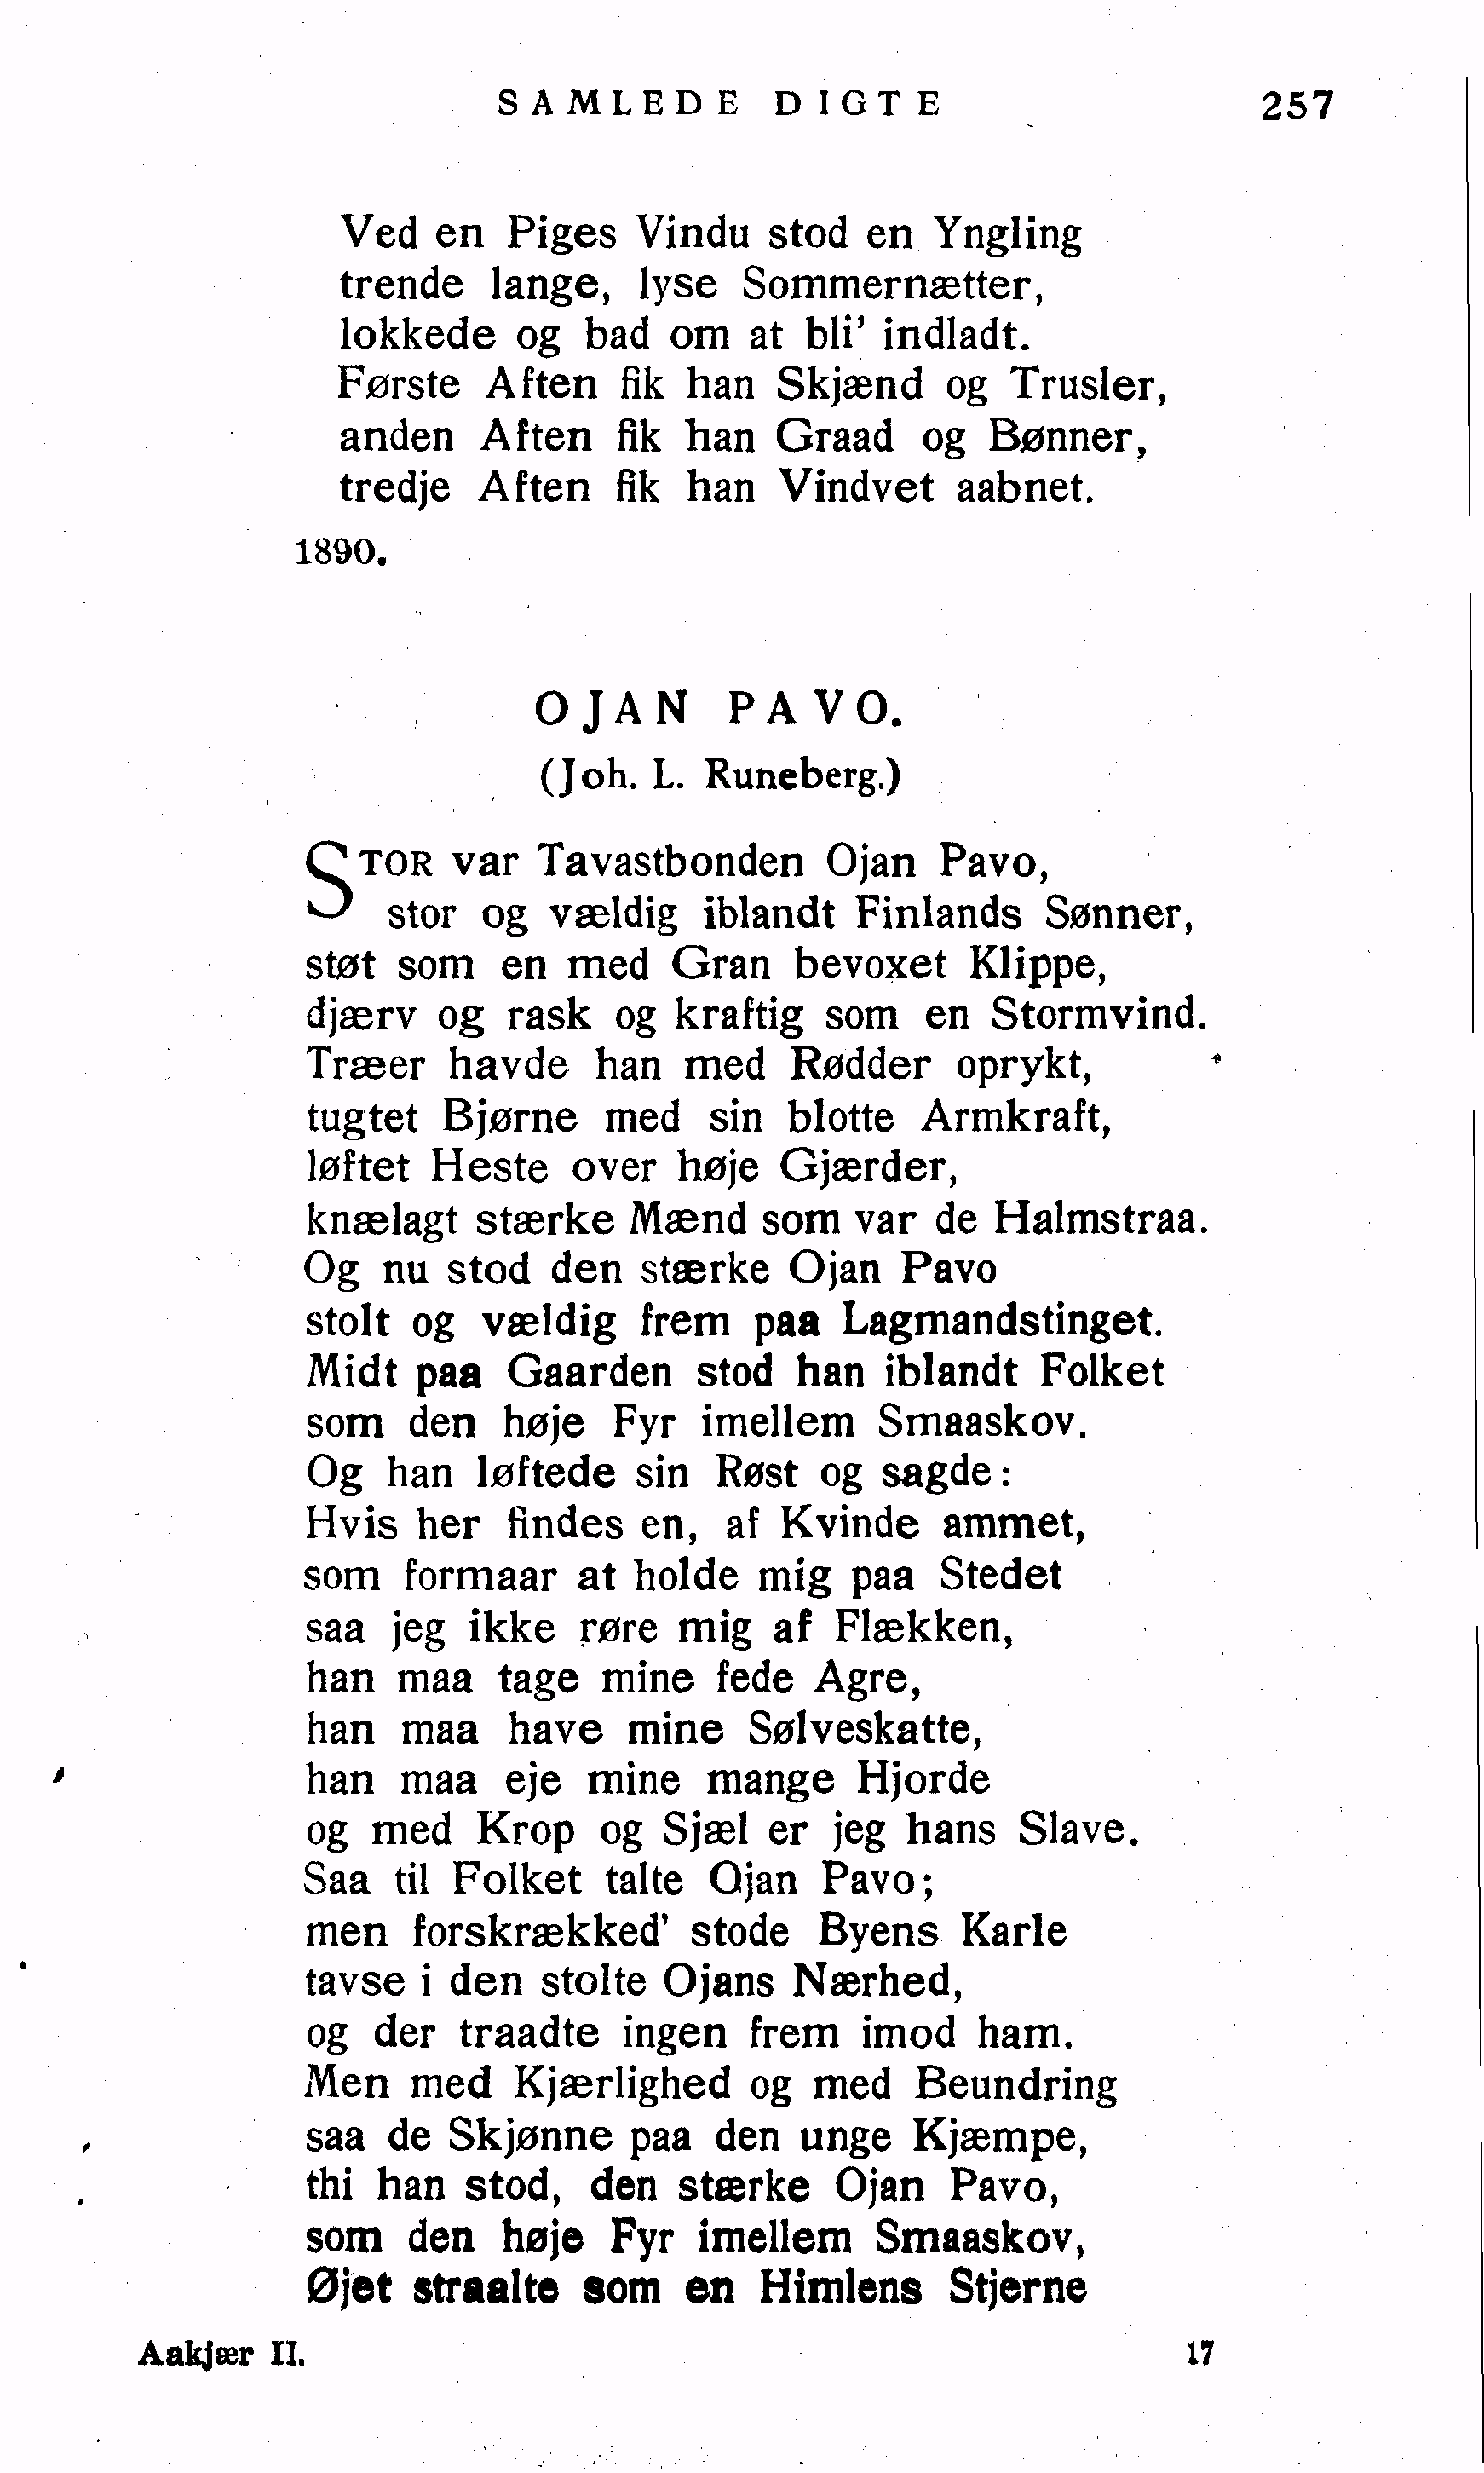 SAMLEDE DIGTE 257
Ved en Piges Vindu stod en Yngling
trende lange, lyse Sommernætter,
lokkede og bad om at bli' indladt.
Første Aften fik han Skjænd og Trusler,
anden Aften fik han Graad og Bønner,
tredje Aften fik han Vindvet aabnet.
1890.
OJAN PAVO.
(Joh. L. Runeberg.)
STOR var Tavastbonden Ojan Pavo,
stor og vældig iblandt Finlands Sønner,
støt som en med Gran bevoxet Klippe,
djærv og rask og kraftig som en Stormvind.
Træer havde han med Rødder oprykt,
tugtet Bjørne med sin blotte Armkraft,
løftet Heste over høje Gjærder,
knælagt stærke Mænd som var de Halmstraa.
Og nu stod den stærke Ojan Pavo
stolt og vældig frem paa Lagmandstinget.
Midt paa Gaarden stod han iblandt Folket
som den høje Fyr imellem Smaaskov.
Og han løftede sin Røst og sagde:
Hvis her findes en, af Kvinde ammet,
som formaar at holde mig paa Stedet
saa jeg ikke røre mig af Flækken,
han maa tage mine fede Agre,
han maa have mine Sølveskatte,
han maa eje mine mange Hjorde
og med Krop og Sjæl er jeg hans Slave.
Saa til Folket talte Ojan Pavo;
men forskrækked' stode Byens Karle
tavse i den stolte Ojans Nærhed,
og der traadte ingen frem imod ham.
Men med Kjærlighed og med Beundring
saa de Skjønne paa den unge Kjæmpe,
thi han stod, den stærke Ojan Pavo,
som den høje Fyr imellem Smaaskov,
Øjet straalte som en Himlens Stjerne
Aakjær II. 17